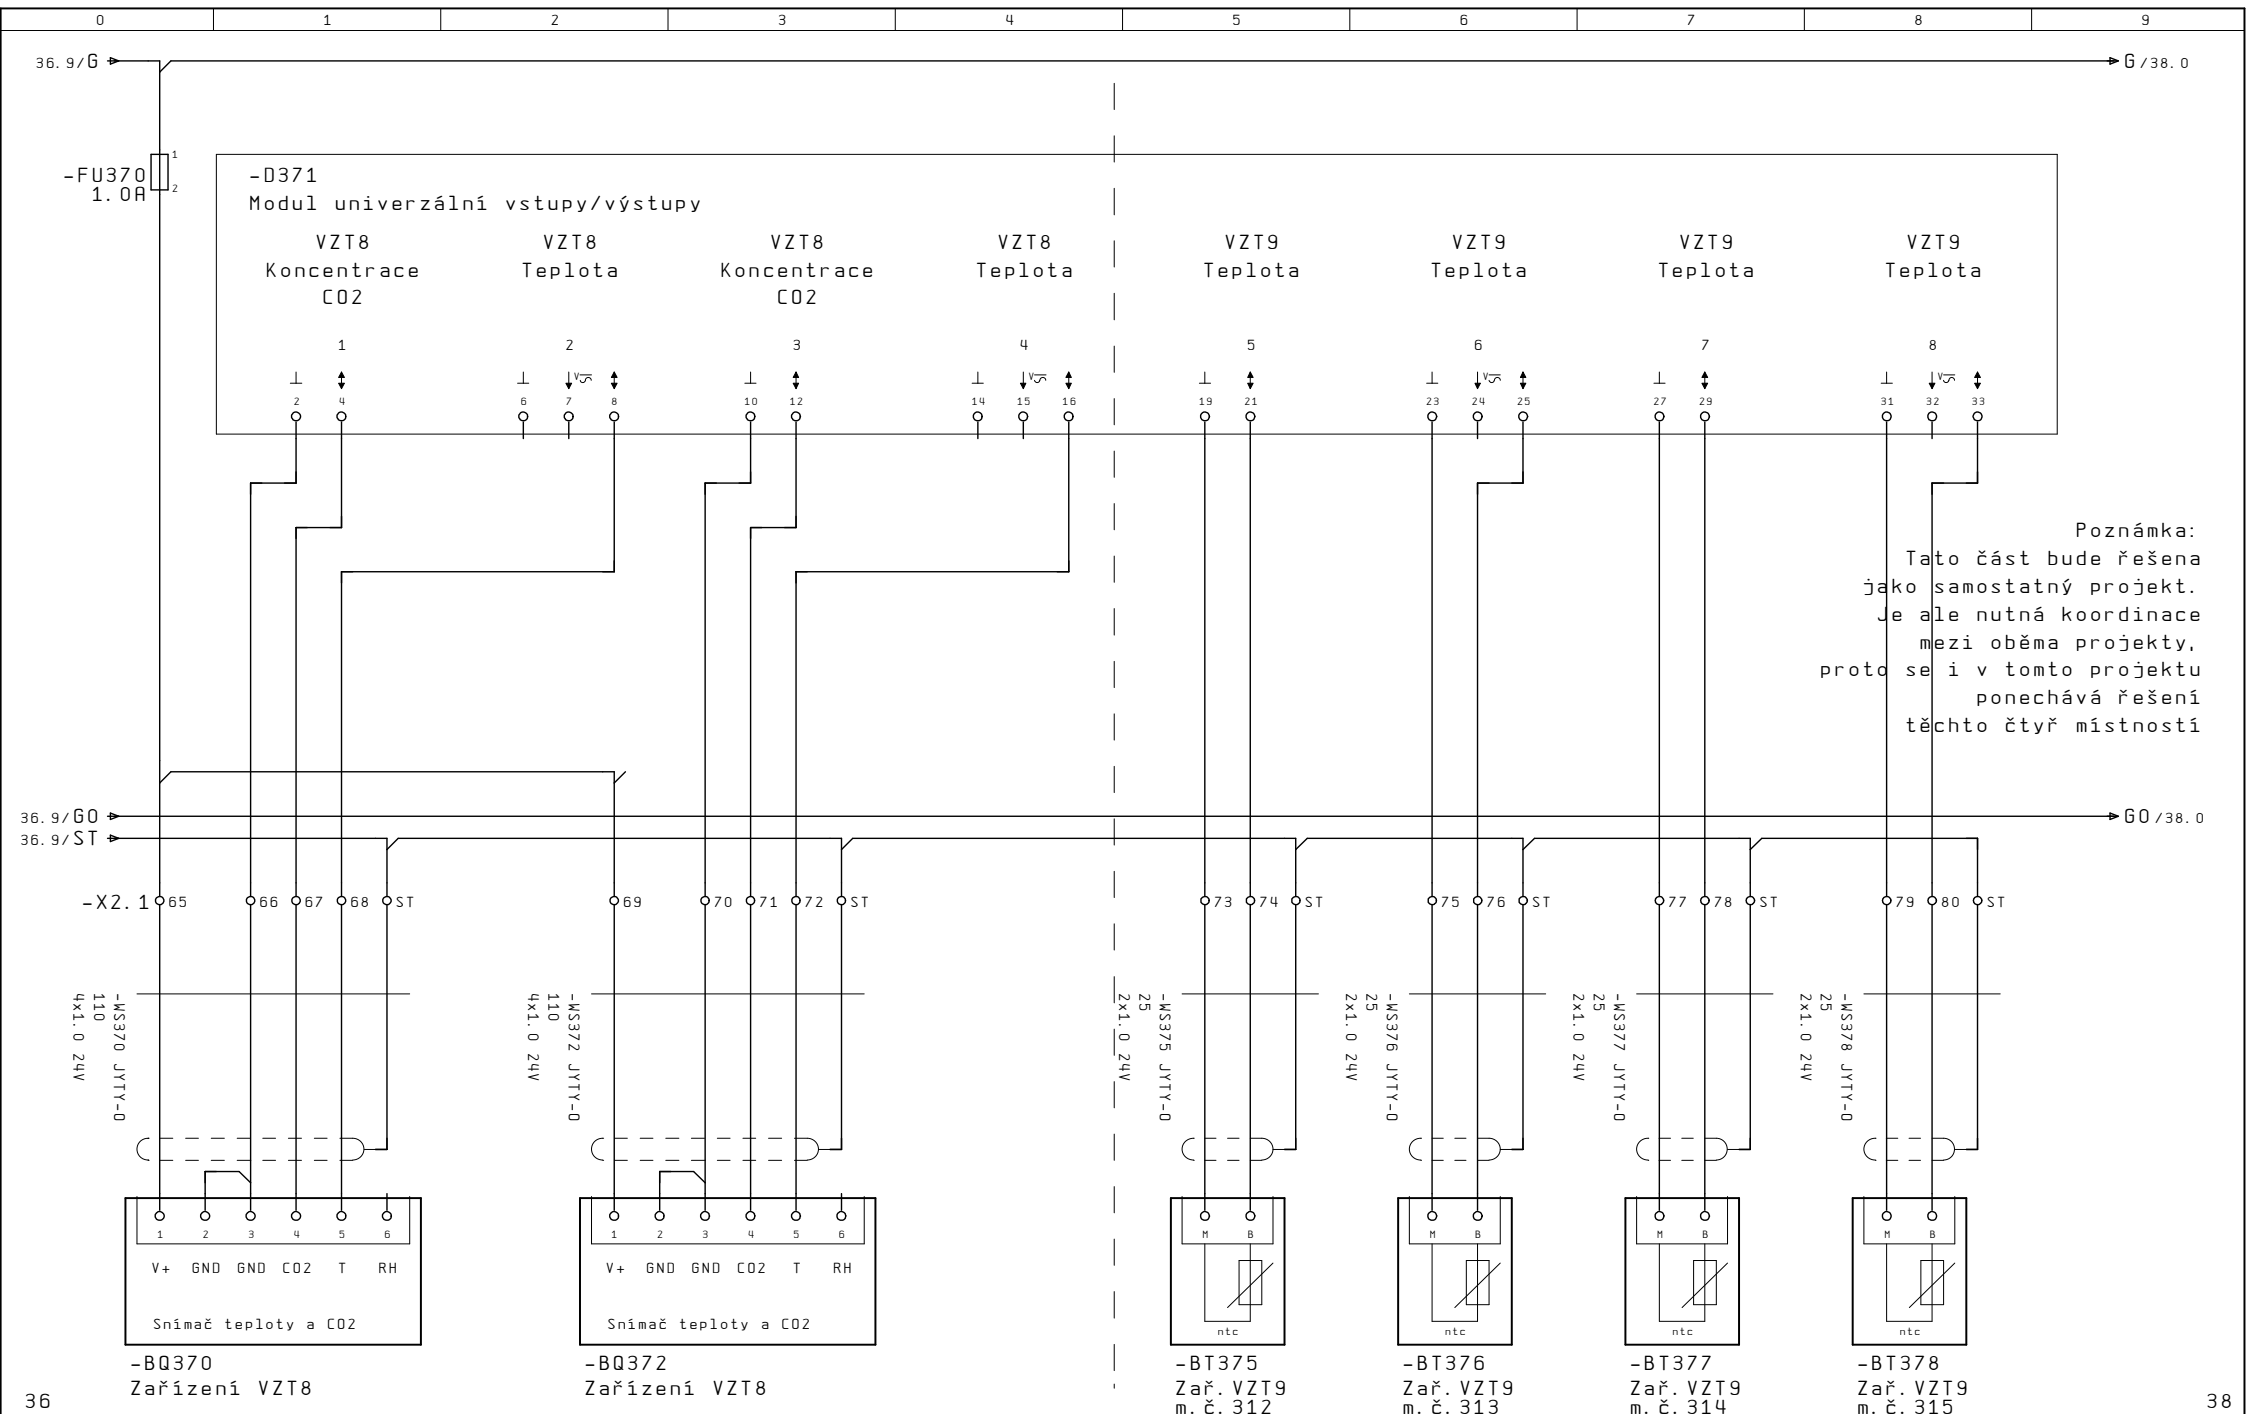 0 1 2 3 4 5 6 7 8 9
36.9/G
G/38.0
-FU370
1.0A
1
2
-D371
Modul univerzální vstupy/výstupy
VZT8 VZT8 VZT8 VZT8 VZT9 VZT9 VZT9 VZT9
Koncentrace Teplota Koncentrace Teplota Teplota Teplota Teplota Teplota
CO2 CO2
1 2 3 4 5 6 7 8
2 4 6 7 8 10 12 14 15 16 19 21 23 24 25 27 29 31 32 33
Poznámka:
Tato část bude řešena
jako samostatný projekt.
Je ale nutná koordinace
mezi oběma projekty,
proto se i v tomto projektu
ponechává řešení
těchto čtyř místností
36.9/G0
G0/38.0
36.9/ST
-X2.1 65 66 67 68 ST 69 70 71 72 ST 73 74 ST 75 76 ST 77 78 ST 79 80 ST
-WS370 JYTY-O
110
4x1.0 24V
-WS372 JYTY-O
110
4x1.0 24V
-WS375 JYTY-O
25
2x1.0 24V
-WS376 JYTY-O
25
2x1.0 24V
-WS377 JYTY-O
25
2x1.0 24V
-WS378 JYTY-O
25
2x1.0 24V
1 2 3 4 5 6 1 2 3 4 5 6 M B M B M B M B
V+ GND GND CO2 T RH V+ GND GND CO2 T RH
Snímač teploty a CO2 Snímač teploty a CO2 ntc ntc ntc ntc
-BQ370 -BQ372 -BT375 -BT376 -BT377 -BT378
Zařízení VZT8 Zařízení VZT8 Zař.VZT9 Zař.VZT9 Zař.VZT9 Zař.VZT9
m.č.312 m.č.313 m.č.314 m.č.315
36 38